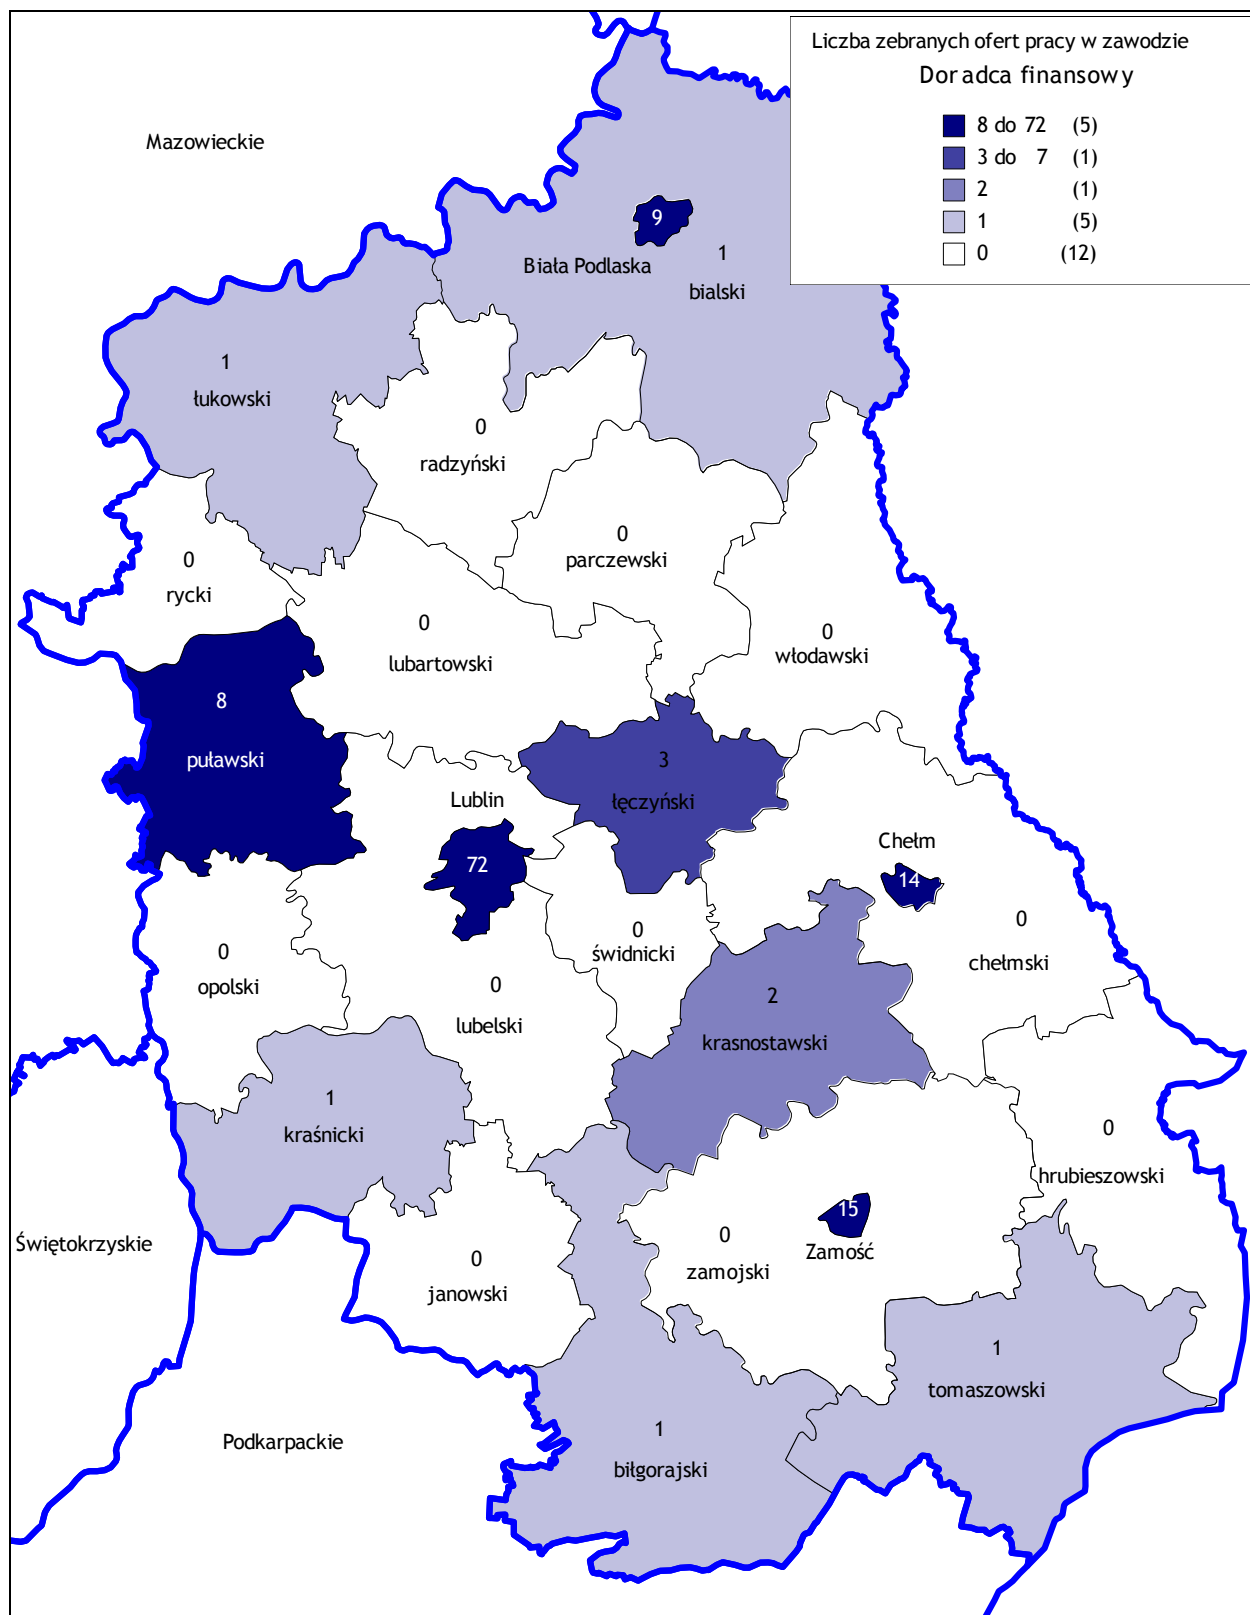 Liczba zebranych ofert pracy w zawodzie
Doradca finansowy
8 do 72 (5)
3 do 7 (1)
2 (1)
1 (5)
0 (12)
Mazowieckie
9
Biała Podlaska
1
bialski
1
łukowski
0
radzyński
0
parczewski
0
rycki
0
lubartowski
0
włodawski
8
puławski
3
łęczyński
Lublin
72
Chełm
14
0
chełmski
0
świdnicki
0
opolski
0
lubelski
2
krasnostawski
1
kraśnicki
0
hrubieszowski
Świętokrzyskie
0
janowski
0
zamojski
15
Zamość
1
tomaszowski
1
biłgorajski
Podkarpackie